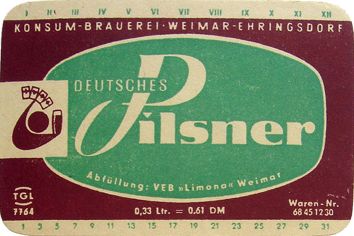 I III IV V VI VII VIII IX X XI XII
KONSUM-BRAUEREI · WEIMAR-EHRINGSDORF
DEUTSCHES
Pilsner
Abfüllung: VEB »Limona« Weimar
TGL
7764
0,33 Ltr. = 0,61 DM
Waren-Nr.
68 45 12 30
1 3 5 7 9 11 13 15 17 19 21 23 25 27 29 31